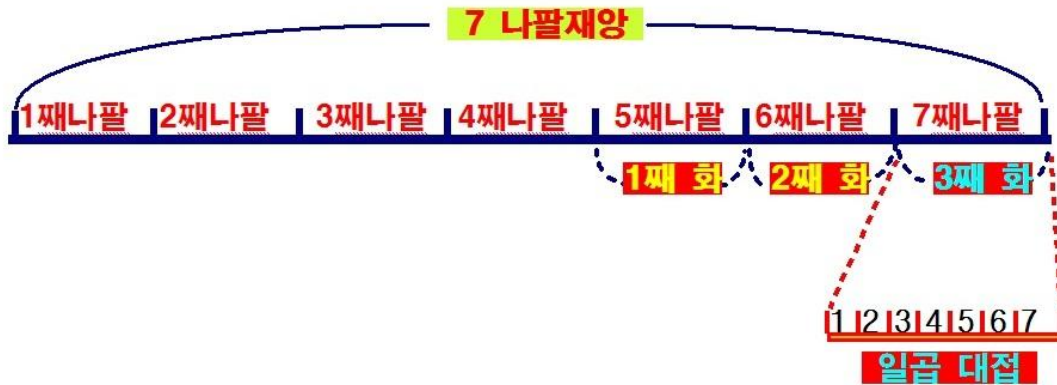 7 나팔재앙
1째나팔 2째나팔 3째나팔 4째나팔 5째나팔 6째나팔 7째나팔
1째 화 2째 화 3째 화
1 2 3 4 5 6 7
일곱 대접